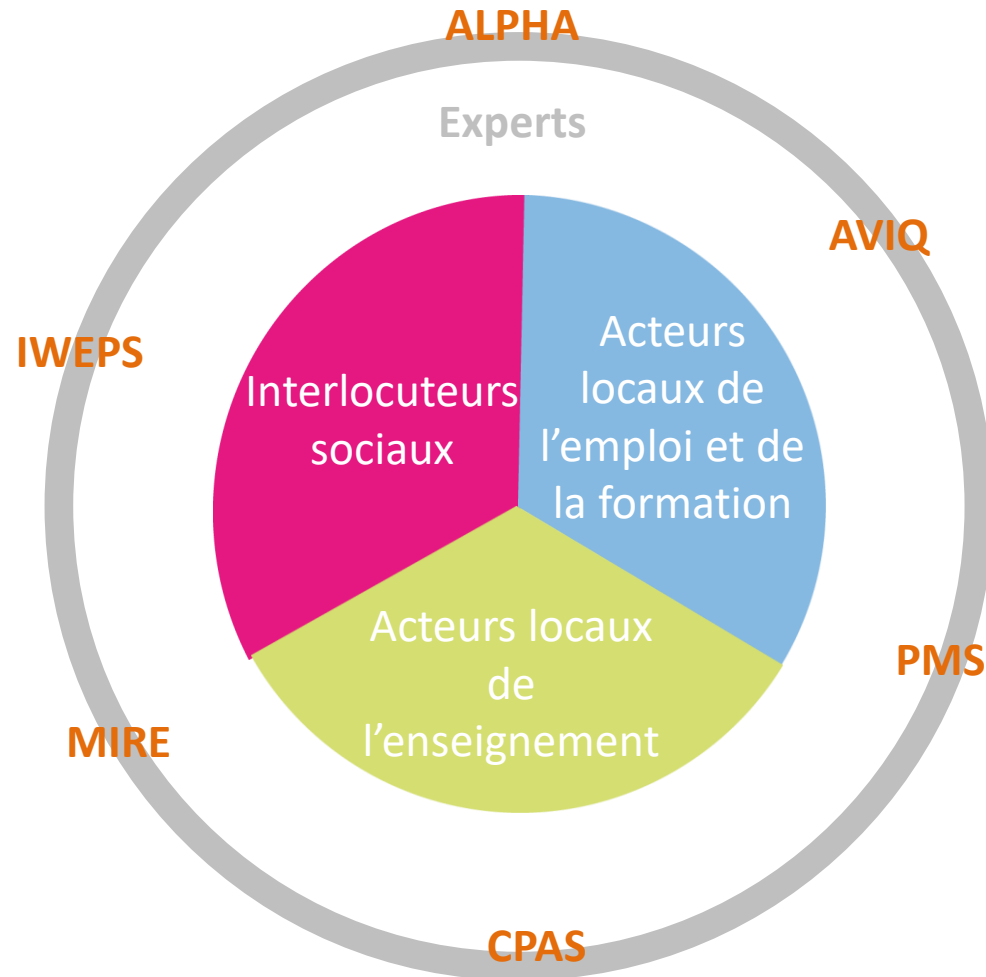 ALPHA
Experts
AVIQ
IWEPS
Interlocuteurs
sociaux
Acteurs
locaux de
l’emploi et de
la formation
Acteurs locaux
de
l’enseignement
PMS
MIRE
CPAS